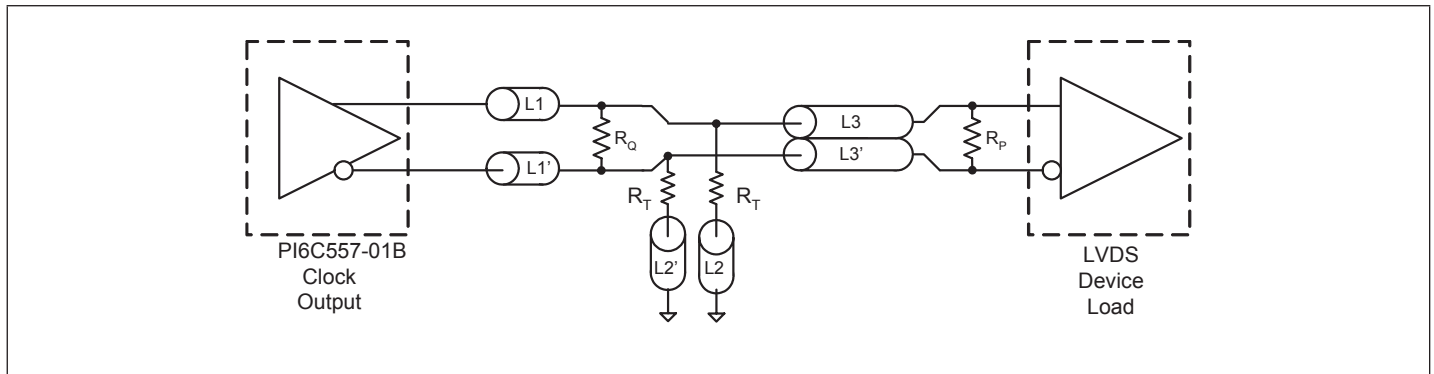 L1
L1’
R_Q
R_T
R_T
L2’
L2
L3
L3’
R_P
PI6C557-01B
Clock
Output
LVDS
Device
Load